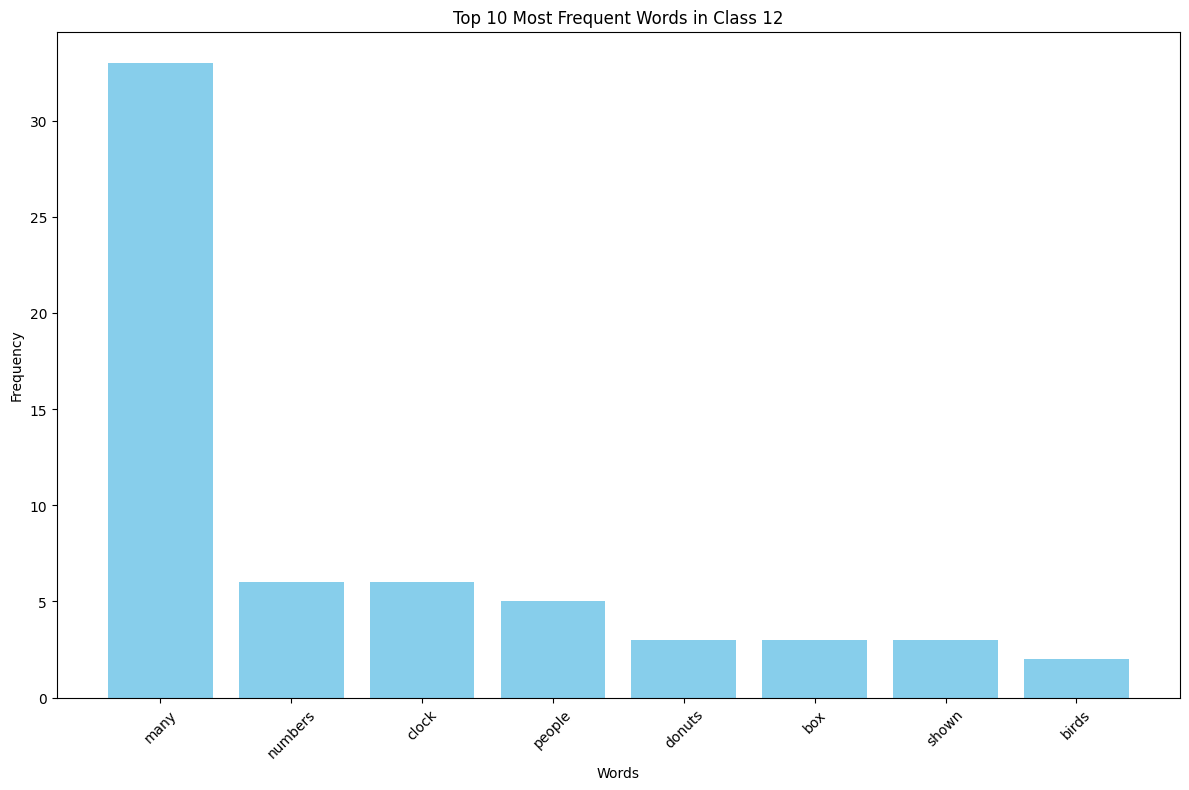 Top 10 Most Frequent Words in Class 12
Frequency
30
25
20
15
10
5
0
many
numbers
clock
people
donuts
box
shown
birds
Words